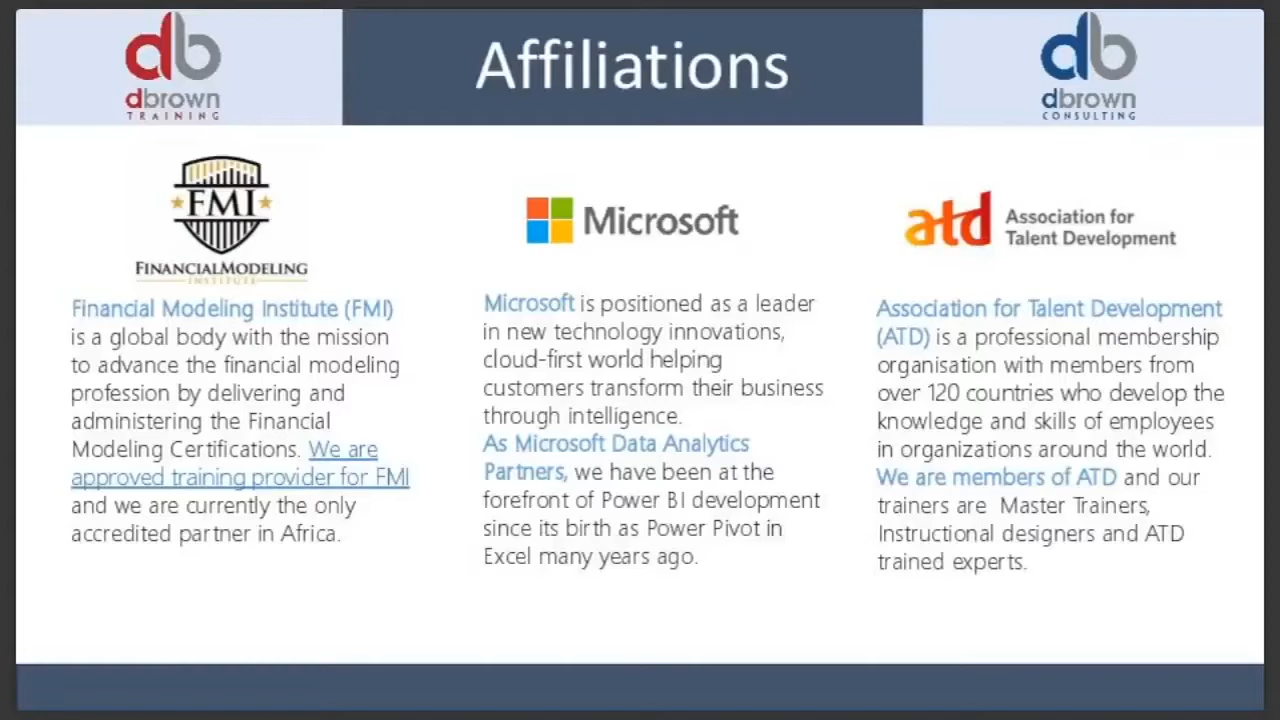 db
dbrown
TRAINING
Affiliations
db
dbrown
CONSULTING
FMI
FINANCIALMODELING
INSTITUTE
Financial Modeling Institute (FMI)
is a global body with the mission
to advance the financial modeling
profession by delivering and
administering the Financial
Modeling Certifications. We are
approved training provider for FMI
and we are currently the only
accredited partner in Africa.
Microsoft
Microsoft is positioned as a leader
in new technology innovations,
cloud-first world helping
customers transform their business
through intelligence.
As Microsoft Data Analytics
Partners, we have been at the
forefront of Power BI development
since its birth as Power Pivot in
Excel many years ago.
atd Association for
Talent Development
Association for Talent Development
(ATD) is a professional membership
organisation with members from
over 120 countries who develop the
knowledge and skills of employees
in organizations around the world.
We are members of ATD and our
trainers are Master Trainers,
Instructional designers and ATD
trained experts.